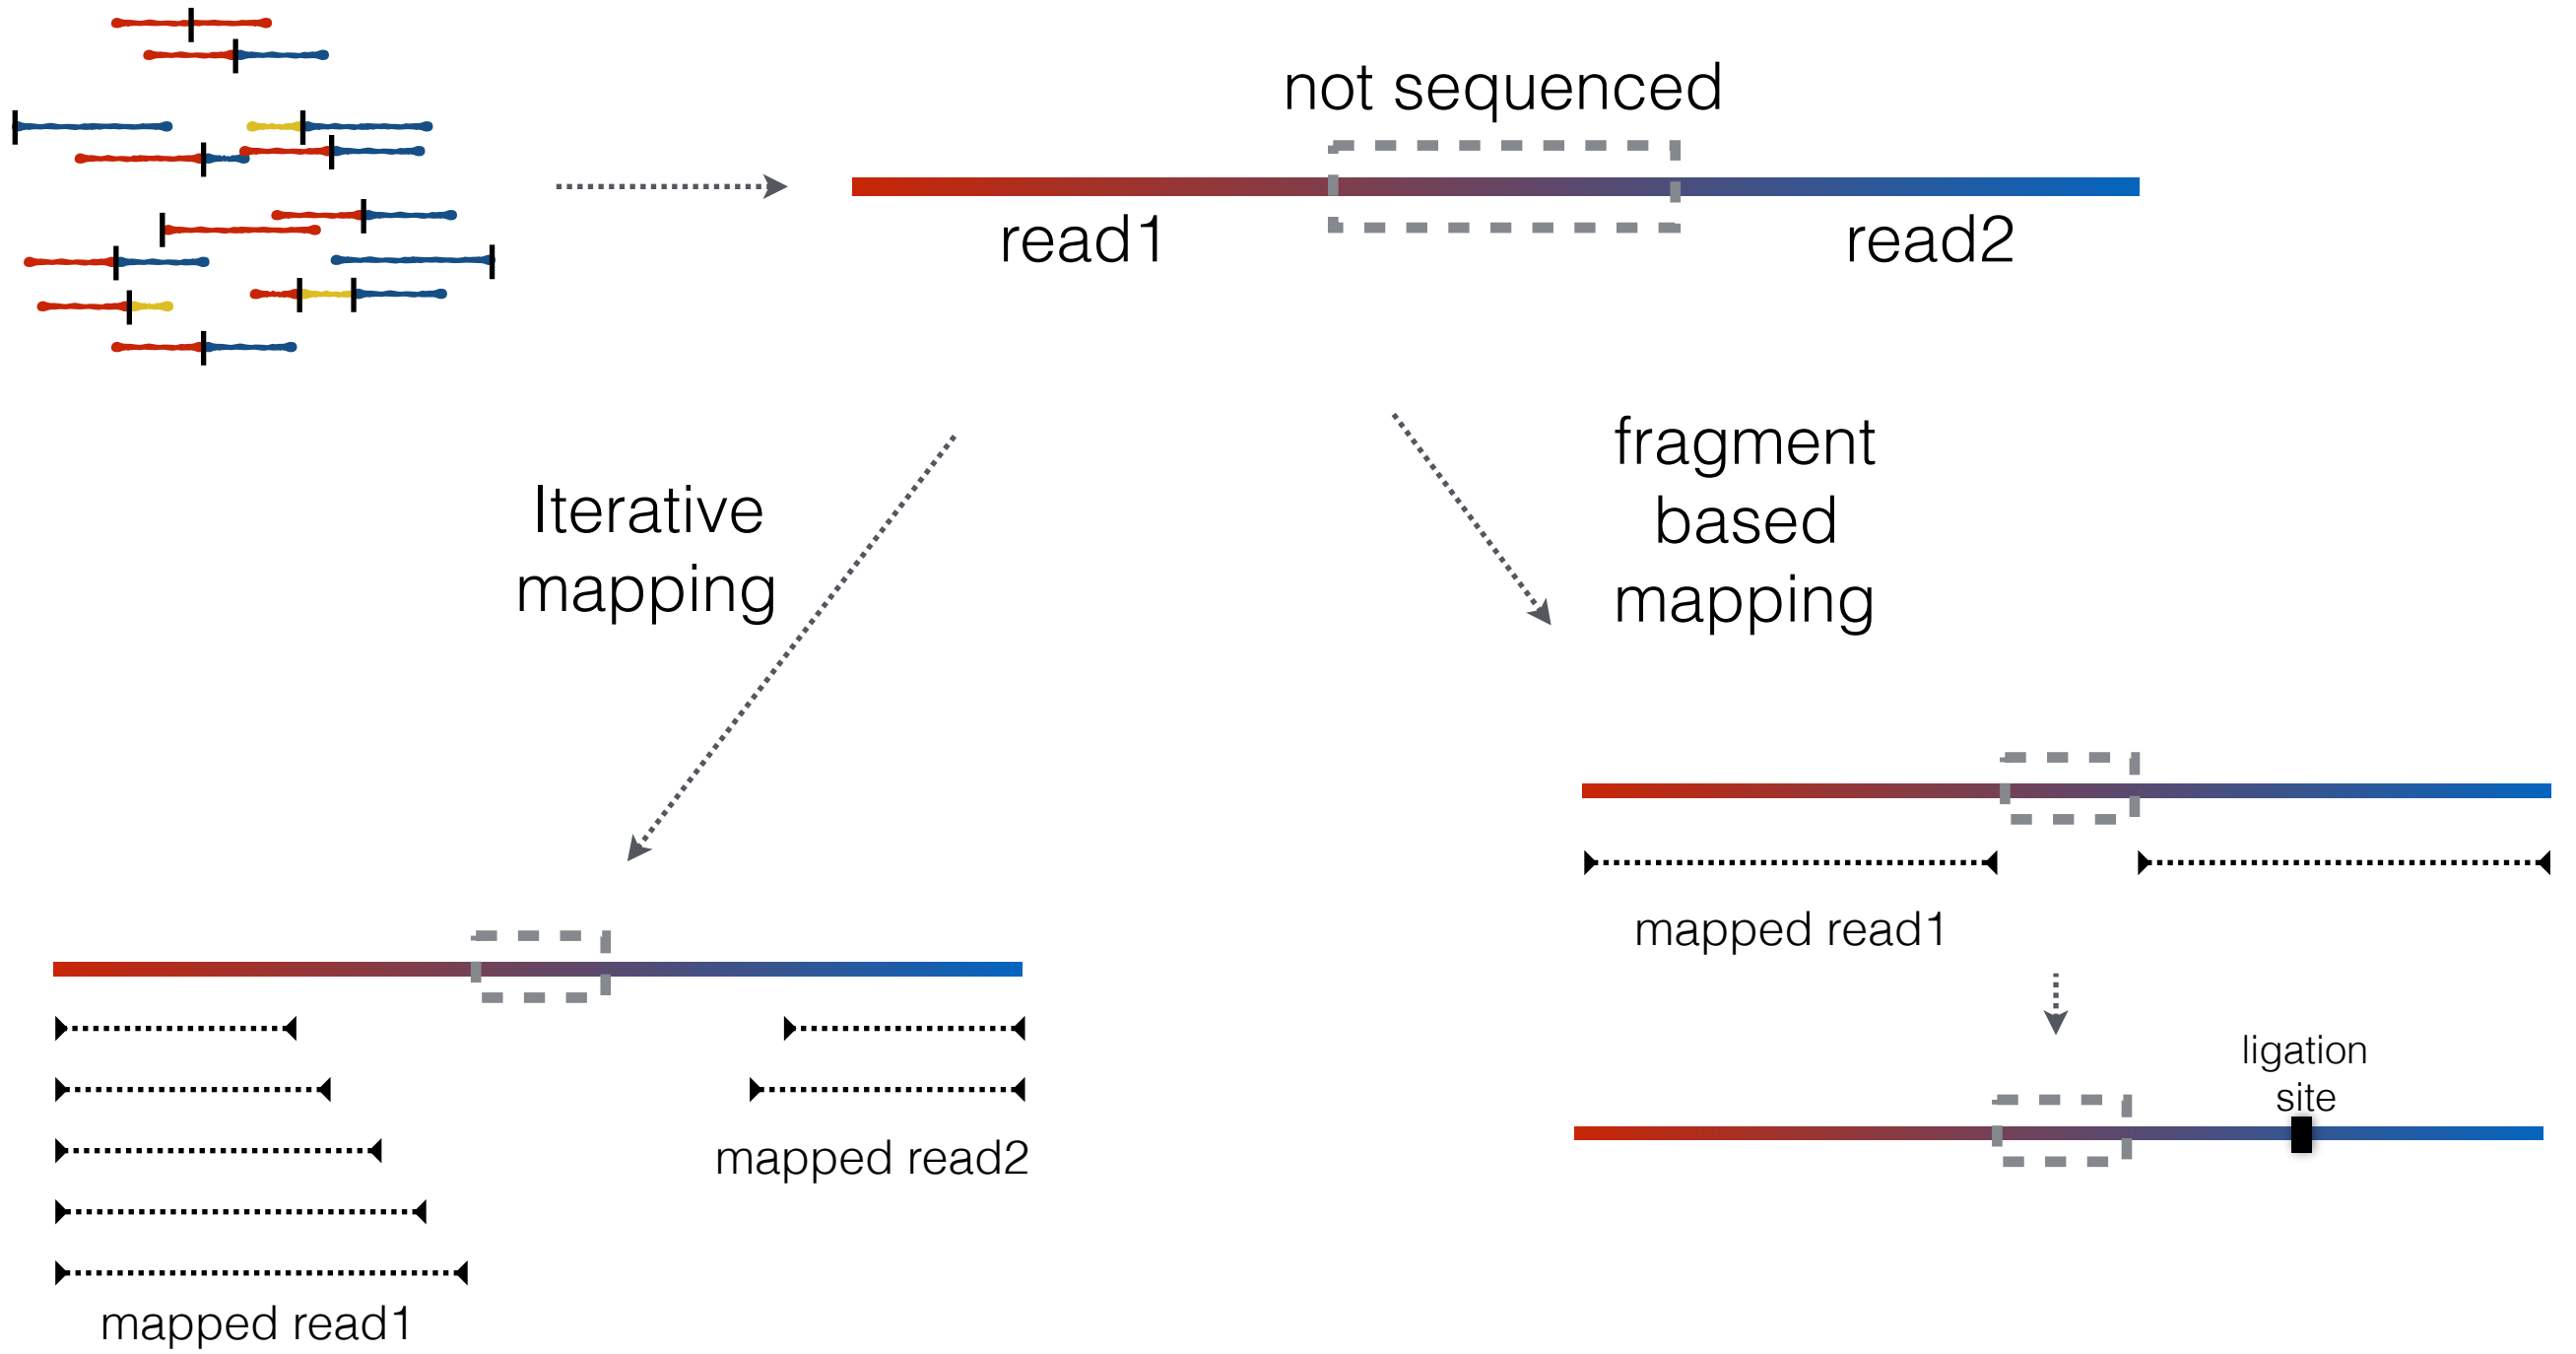 not sequenced
read1
read2
Iterative
mapping
fragment
based
mapping
mapped read1
ligation
site
mapped read2
mapped read1